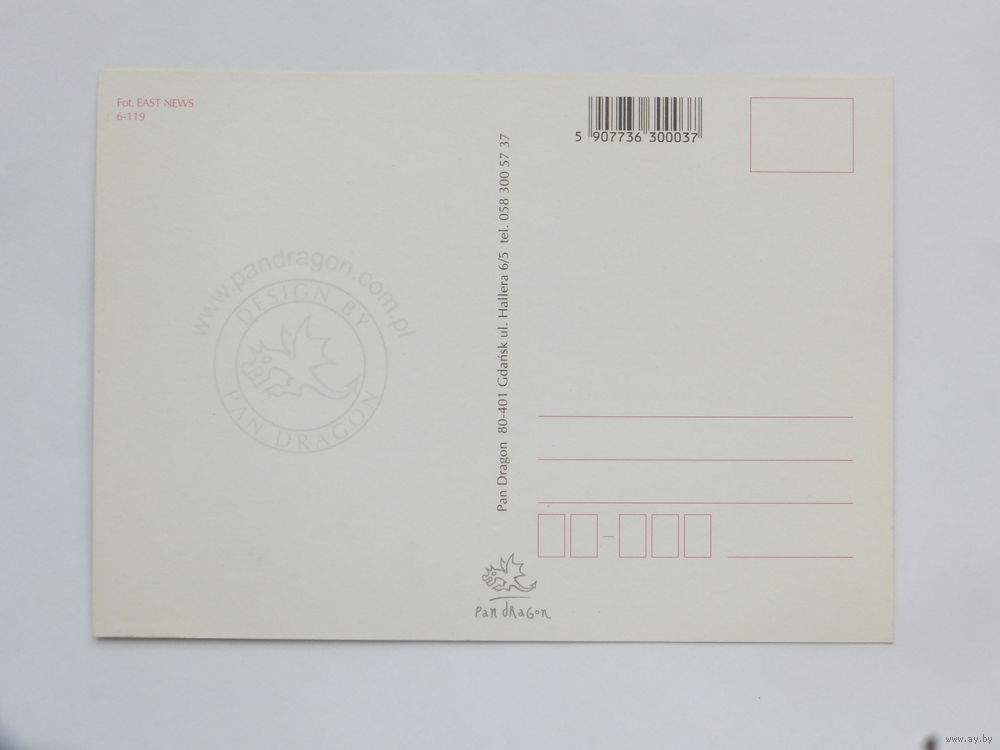 Fot. EAST NEWS
6-119
www.pandragon.com.pl
DESIGN BY
PAN DRAGON
Pan Dragon 80-401 Gdańsk ul. Hallera 6/5 tel. 058 300 57 37
5 907736 300037
Pan dRaGon
www.ay.by